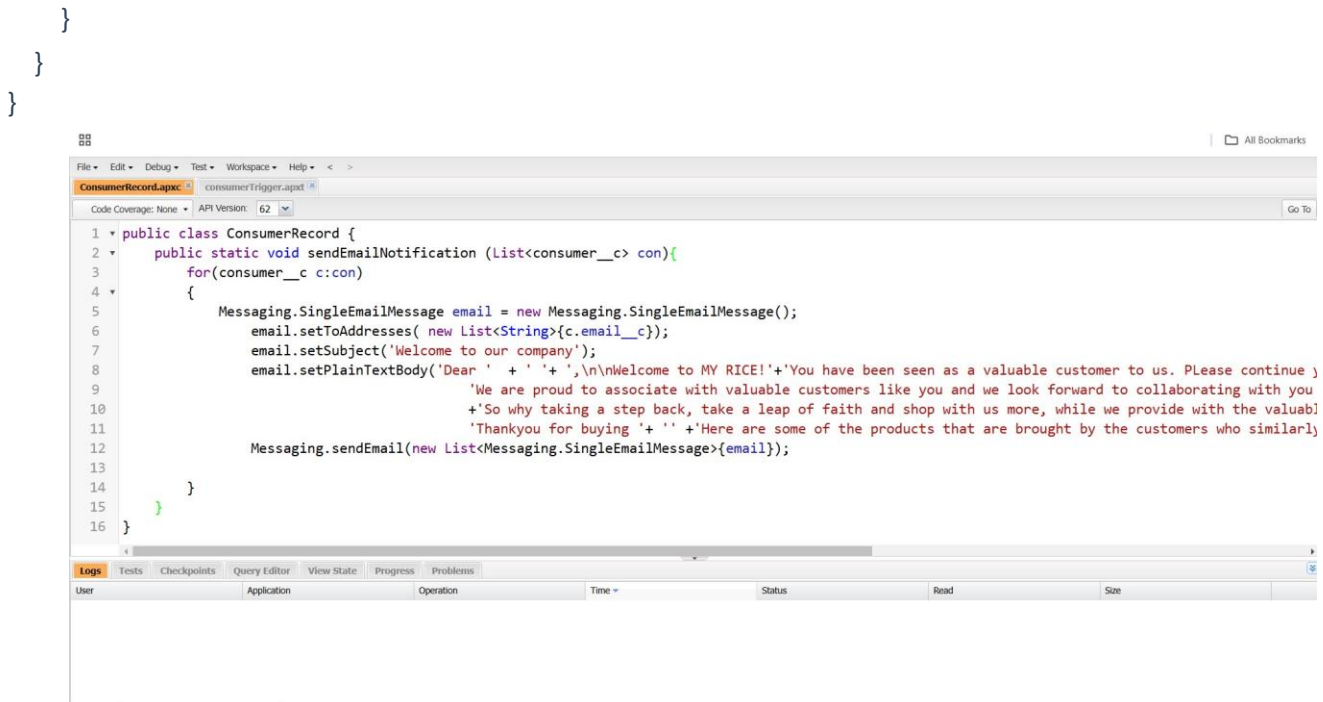 }
}
}
All Bookmarks
File Edit Debug Test Workspace Help < >
ConsumerRecord.apxc consumerTrigger.apxt
Code Coverage: None API Version: 62 Go To
1 public class ConsumerRecord {
2 public static void sendEmailNotification (List<consumer__c> con){
3 for(consumer__c c:con)
4 {
5 Messaging.SingleEmailMessage email = new Messaging.SingleEmailMessage();
6 email.setToAddresses( new List<String>{c.email__c});
7 email.setSubject('Welcome to our company');
8 email.setPlainTextBody('Dear ' + ' '+ ',\n\nWelcome to MY RICE!'+'You have been seen as a valuable customer to us. PLease continue y
9 'We are proud to associate with valuable customers like you and we look forward to collaborating with you
10 +'So why taking a step back, take a leap of faith and shop with us more, while we provide with the valuabl
11 'Thankyou for buying '+ '' +'Here are some of the products that are brought by the customers who similarly
12 Messaging.sendEmail(new List<Messaging.SingleEmailMessage>{email});
13
14 }
15 }
16 }
Logs Tests Checkpoints Query Editor View State Progress Problems
User Application Operation Time Status Read Size